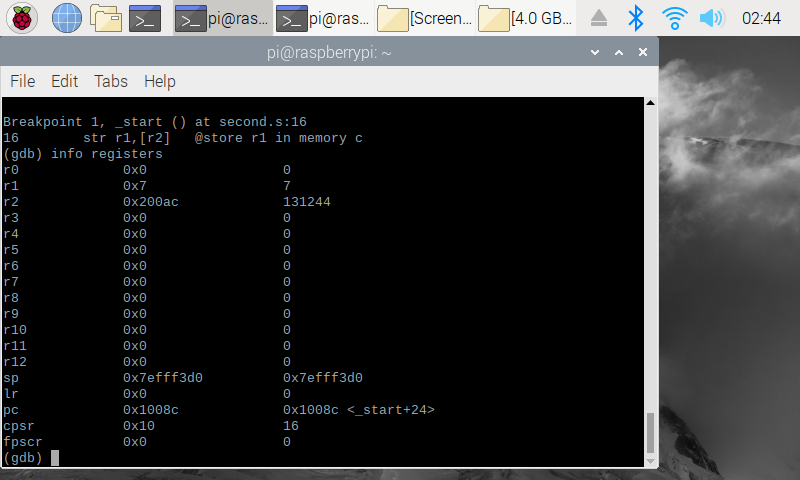 pi@ras... pi@ras... [Screen... [4.0 GB... 02:44
pi@raspberrypi: ~
File Edit Tabs Help
Breakpoint 1, _start () at second.s:16
16 str r1,[r2] @store r1 in memory c
(gdb) info registers
r0 0x0 0
r1 0x7 7
r2 0x200ac 131244
r3 0x0 0
r4 0x0 0
r5 0x0 0
r6 0x0 0
r7 0x0 0
r8 0x0 0
r9 0x0 0
r10 0x0 0
r11 0x0 0
r12 0x0 0
sp 0x7efff3d0 0x7efff3d0
lr 0x0 0
pc 0x1008c 0x1008c <_start+24>
cpsr 0x10 16
fpscr 0x0 0
(gdb)